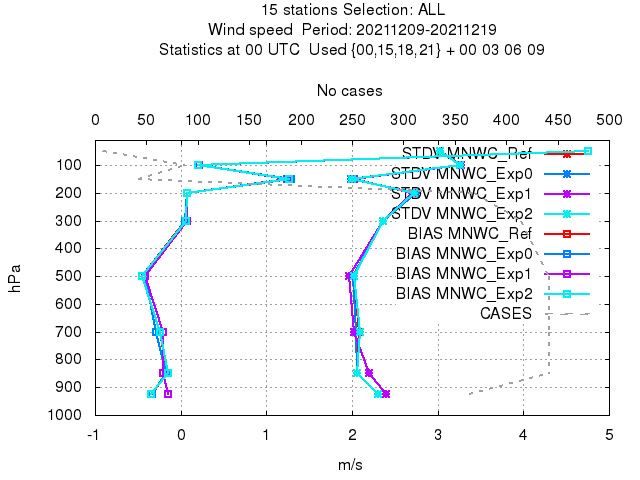 15 stations Selection: ALL
Wind speed  Period: 20211209-20211219
Statistics at 00 UTC  Used {00,15,18,21} + 00 03 06 09
No cases
0 50 100 150 200 250 300 350 400 450 500
STDV MNWC_Ref
STDV MNWC_Exp0
STDV MNWC_Exp1
STDV MNWC_Exp2
BIAS MNWC_Ref
BIAS MNWC_Exp0
BIAS MNWC_Exp1
BIAS MNWC_Exp2
CASES
hPa
100
200
300
400
500
600
700
800
900
1000
-1 0 1 2 3 4 5
m/s